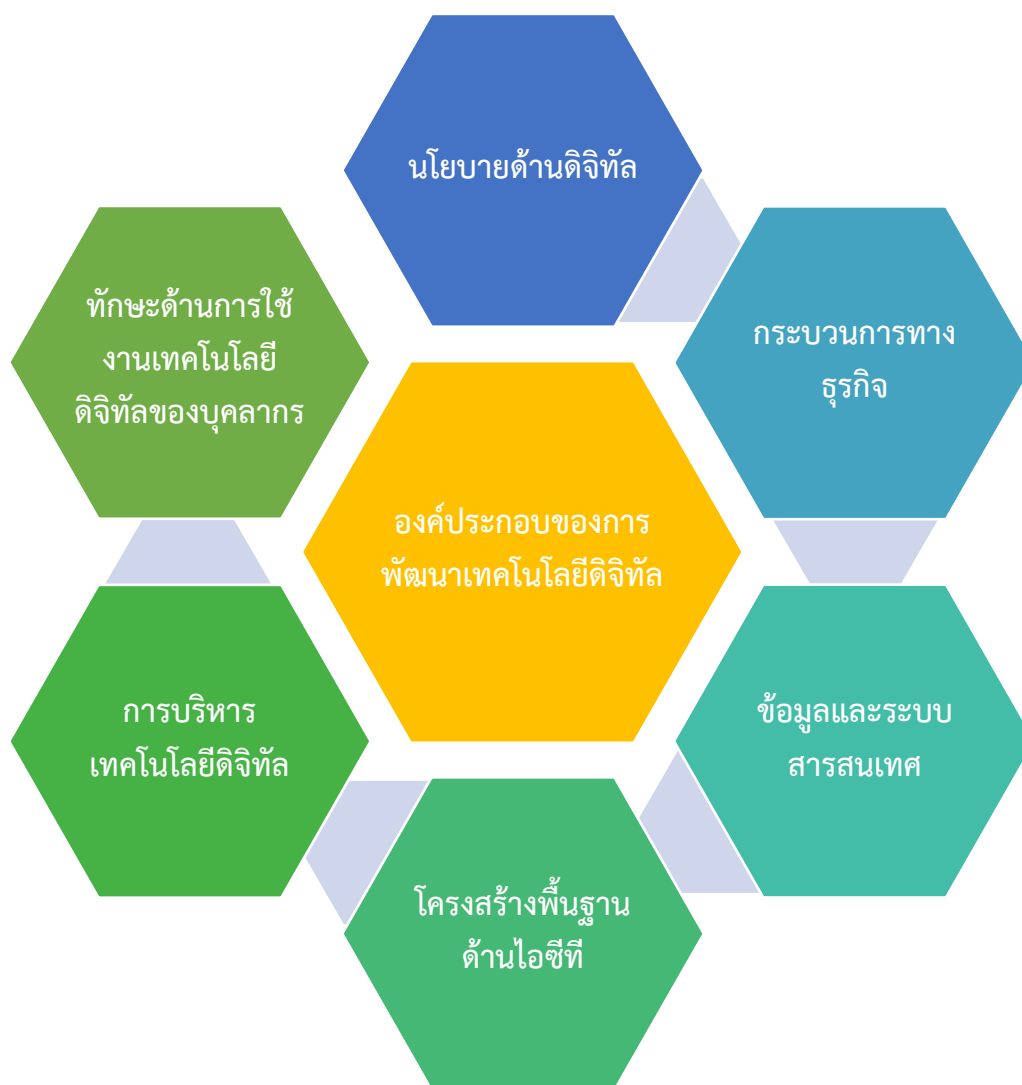 นโยบายด้านดิจิทัล
กระบวนการทาง
ธุรกิจ
ข้อมูลและระบบ
สารสนเทศ
โครงสร้างพื้นฐาน
ด้านไอซีที
การบริหาร
เทคโนโลยีดิจิทัล
ทักษะด้านการใช้
งานเทคโนโลยี
ดิจิทัลของบุคลากร
องค์ประกอบของการ
พัฒนาเทคโนโลยีดิจิทัล